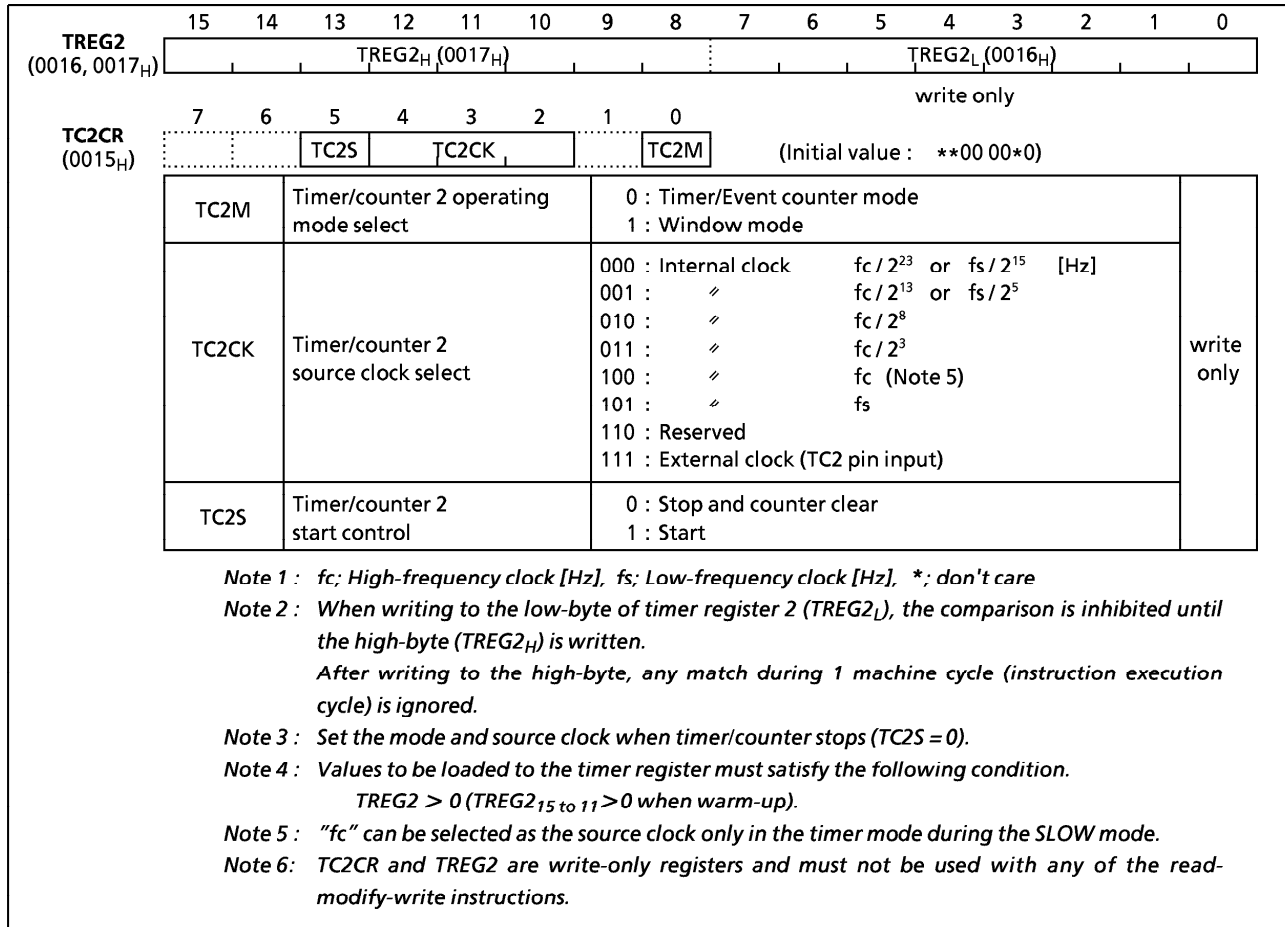 15 14 13 12 11 10 9 8 7 6 5 4 3 2 1 0
TREG2
(0016, 0017H)
TREG2H (0017H) TREG2L (0016H)
write only
7 6 5 4 3 2 1 0
TC2CR
(0015H)
TC2S TC2CK TC2M (Initial value : **00 00*0)
TC2M
Timer/counter 2 operating
mode select
0 : Timer/Event counter mode
1 : Window mode
TC2CK
Timer/counter 2
source clock select
000 : Internal clock fc / 2²³ or fs / 2¹⁵ [Hz]
001 : 〃 fc / 2¹³ or fs / 2⁵
010 : 〃 fc / 2⁸
011 : 〃 fc / 2³
100 : 〃 fc (Note 5)
101 : 〃 fs
110 : Reserved
111 : External clock (TC2 pin input)
TC2S
Timer/counter 2
start control
0 : Stop and counter clear
1 : Start
write
only
Note 1 : fc; High-frequency clock [Hz], fs; Low-frequency clock [Hz], *; don't care
Note 2 : When writing to the low-byte of timer register 2 (TREG2L), the comparison is inhibited until
the high-byte (TREG2H) is written.
After writing to the high-byte, any match during 1 machine cycle (instruction execution
cycle) is ignored.
Note 3 : Set the mode and source clock when timer/counter stops (TC2S = 0).
Note 4 : Values to be loaded to the timer register must satisfy the following condition.
TREG2 > 0 (TREG2 15 to 11 > 0 when warm-up).
Note 5 : "fc" can be selected as the source clock only in the timer mode during the SLOW mode.
Note 6: TC2CR and TREG2 are write-only registers and must not be used with any of the read-
modify-write instructions.